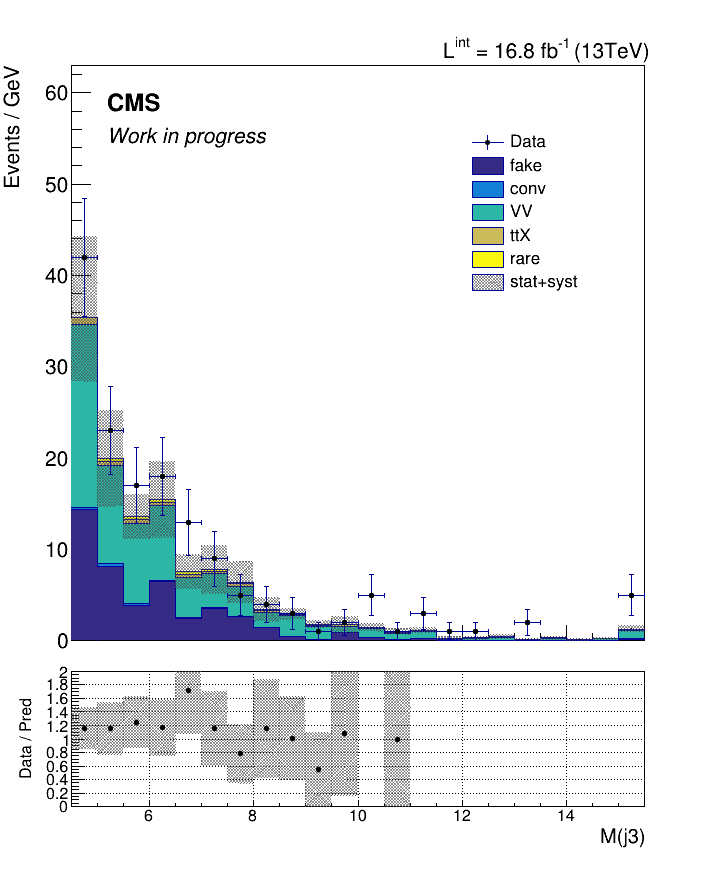 L^int = 16.8 fb^-1 (13TeV)
Events / GeV
CMS
Work in progress
Data
fake
conv
VV
ttX
rare
stat+syst
60
50
40
30
20
10
0
Data / Pred
2
1.8
1.6
1.4
1.2
1
0.8
0.6
0.4
0.2
0
6 8 10 12 14
M(j3)